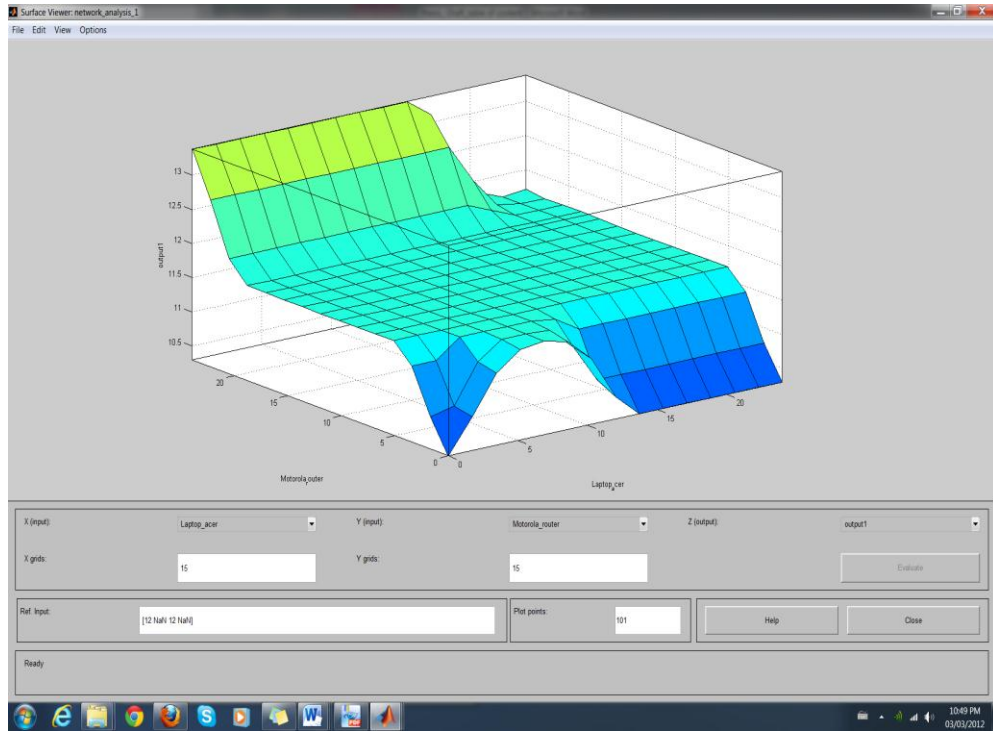 Surface Viewer: network_analysis_1
File Edit View Options
13
12.5
12
11.5
11
10.5
output1
20
15
10
5
0
0
5
10
15
20
Motorola_router
Laptop_acer
X (input):
Laptop_acer
Y (input):
Motorola_router
Z (output):
output1
X grids:
15
Y grids:
15
Evaluate
Ref. Input:
[12 NaN 12 NaN]
Plot points:
101
Help
Close
Ready
10:49 PM
03/03/2012